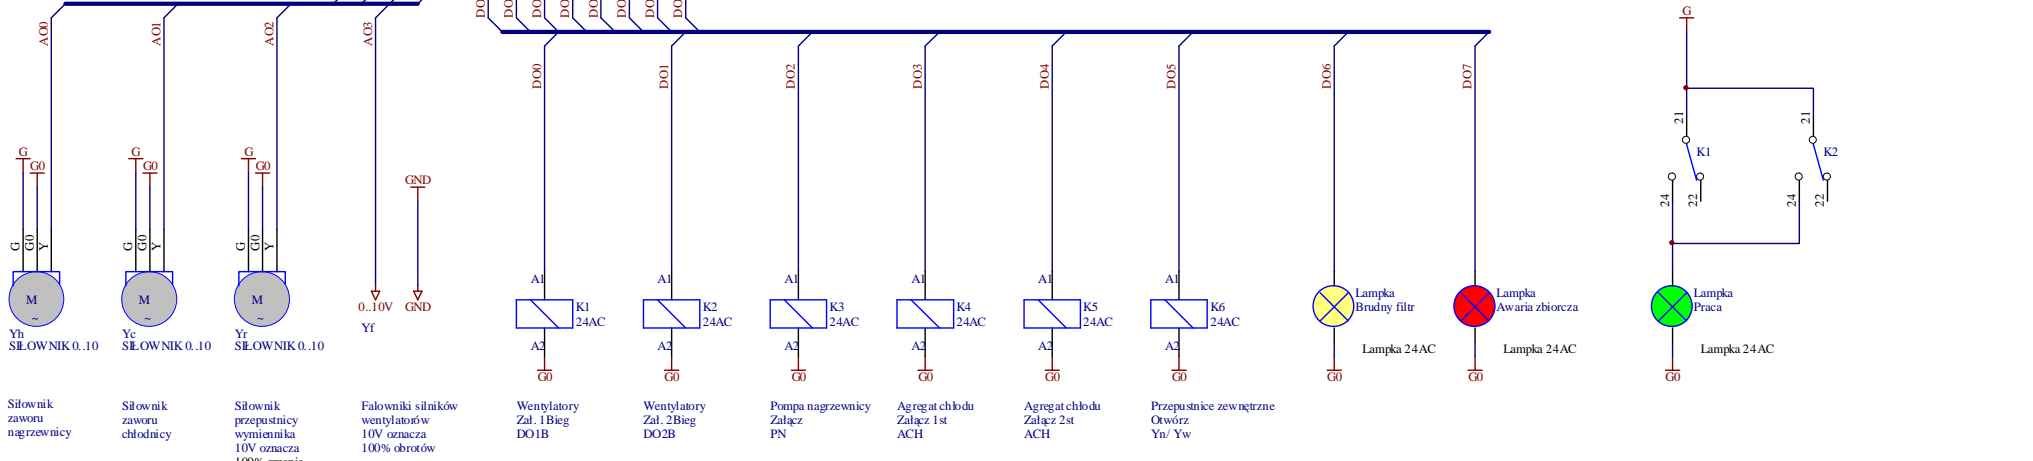 AO0
AO1
AO2
AO3
DO0
DO1
DO2
DO3
DO4
DO5
DO6
DO7
G
21
21
K1
K2
24
22
24
22
G
G0
G
G0
G
G0
GND
G
G0
Y
G
G0
Y
G
G0
Y
M
~
M
~
M
~
0..10V
GND
Yf
Yh
SIŁOWNIK 0..10
Yc
SIŁOWNIK 0..10
Yr
SIŁOWNIK 0..10
A1
K1
24AC
A2
G0
A1
K2
24AC
A2
G0
A1
K3
24AC
A2
G0
A1
K4
24AC
A2
G0
A1
K5
24AC
A2
G0
A1
K6
24AC
A2
G0
Lampka
Brudny filtr
Lampka 24AC
G0
Lampka
Awaria zbiorcza
Lampka 24AC
G0
Lampka
Praca
Lampka 24AC
G0
Siłownik
zaworu
nagrzewnicy
Siłownik
zaworu
chłodnicy
Siłownik
przepustnicy
wymiennika
10V oznacza
Falowniki silników
wentylatorów
10V oznacza
100% obrotów
Wentylatory
Zał. 1Bieg
DO1B
Wentylatory
Zał. 2Bieg
DO2B
Pompa nagrzewnicy
Załącz
PN
Agregat chłodu
Załącz 1st
ACH
Agregat chłodu
Załącz 2st
ACH
Przepustnice zewnętrzne
Otwórz
Yn/ Yw